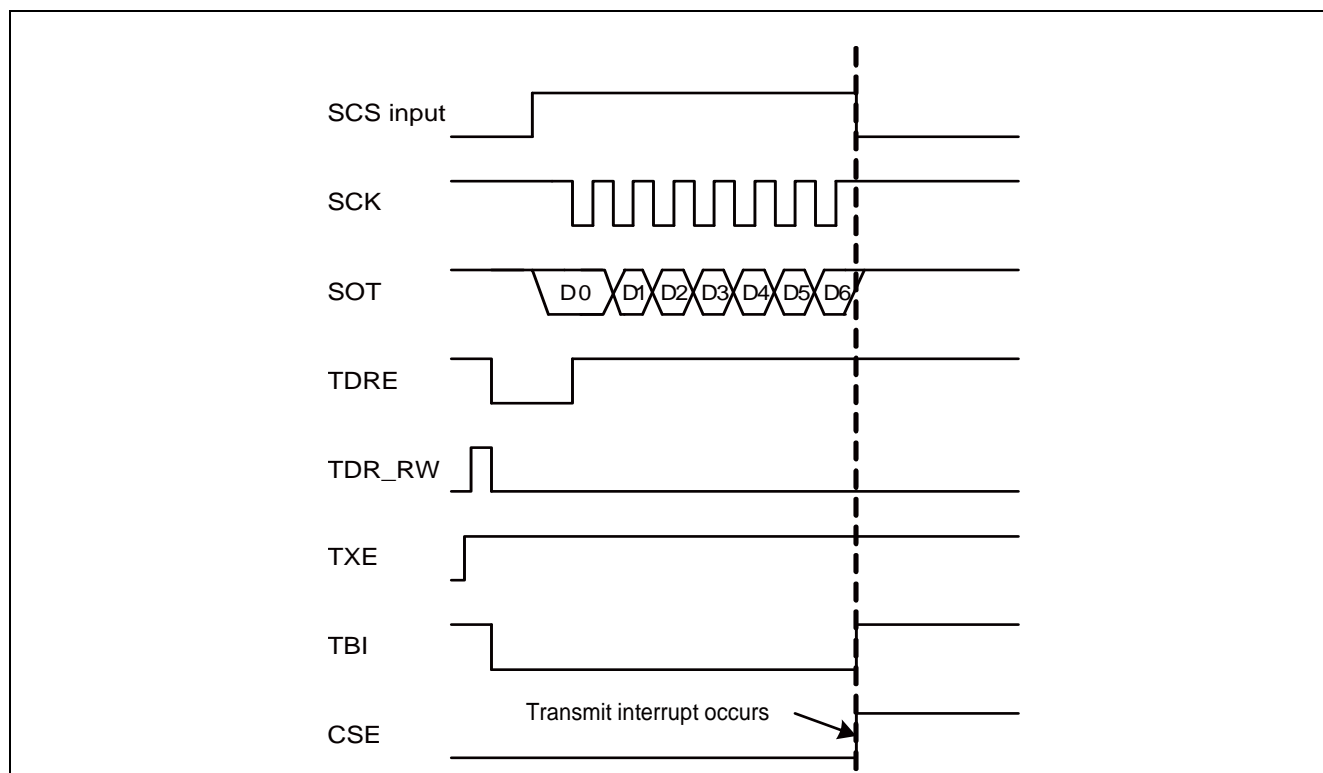 SCS input
SCK
SOT
D0 D1 D2 D3 D4 D5 D6
TDRE
TDR_RW
TXE
TBI
Transmit interrupt occurs
CSE